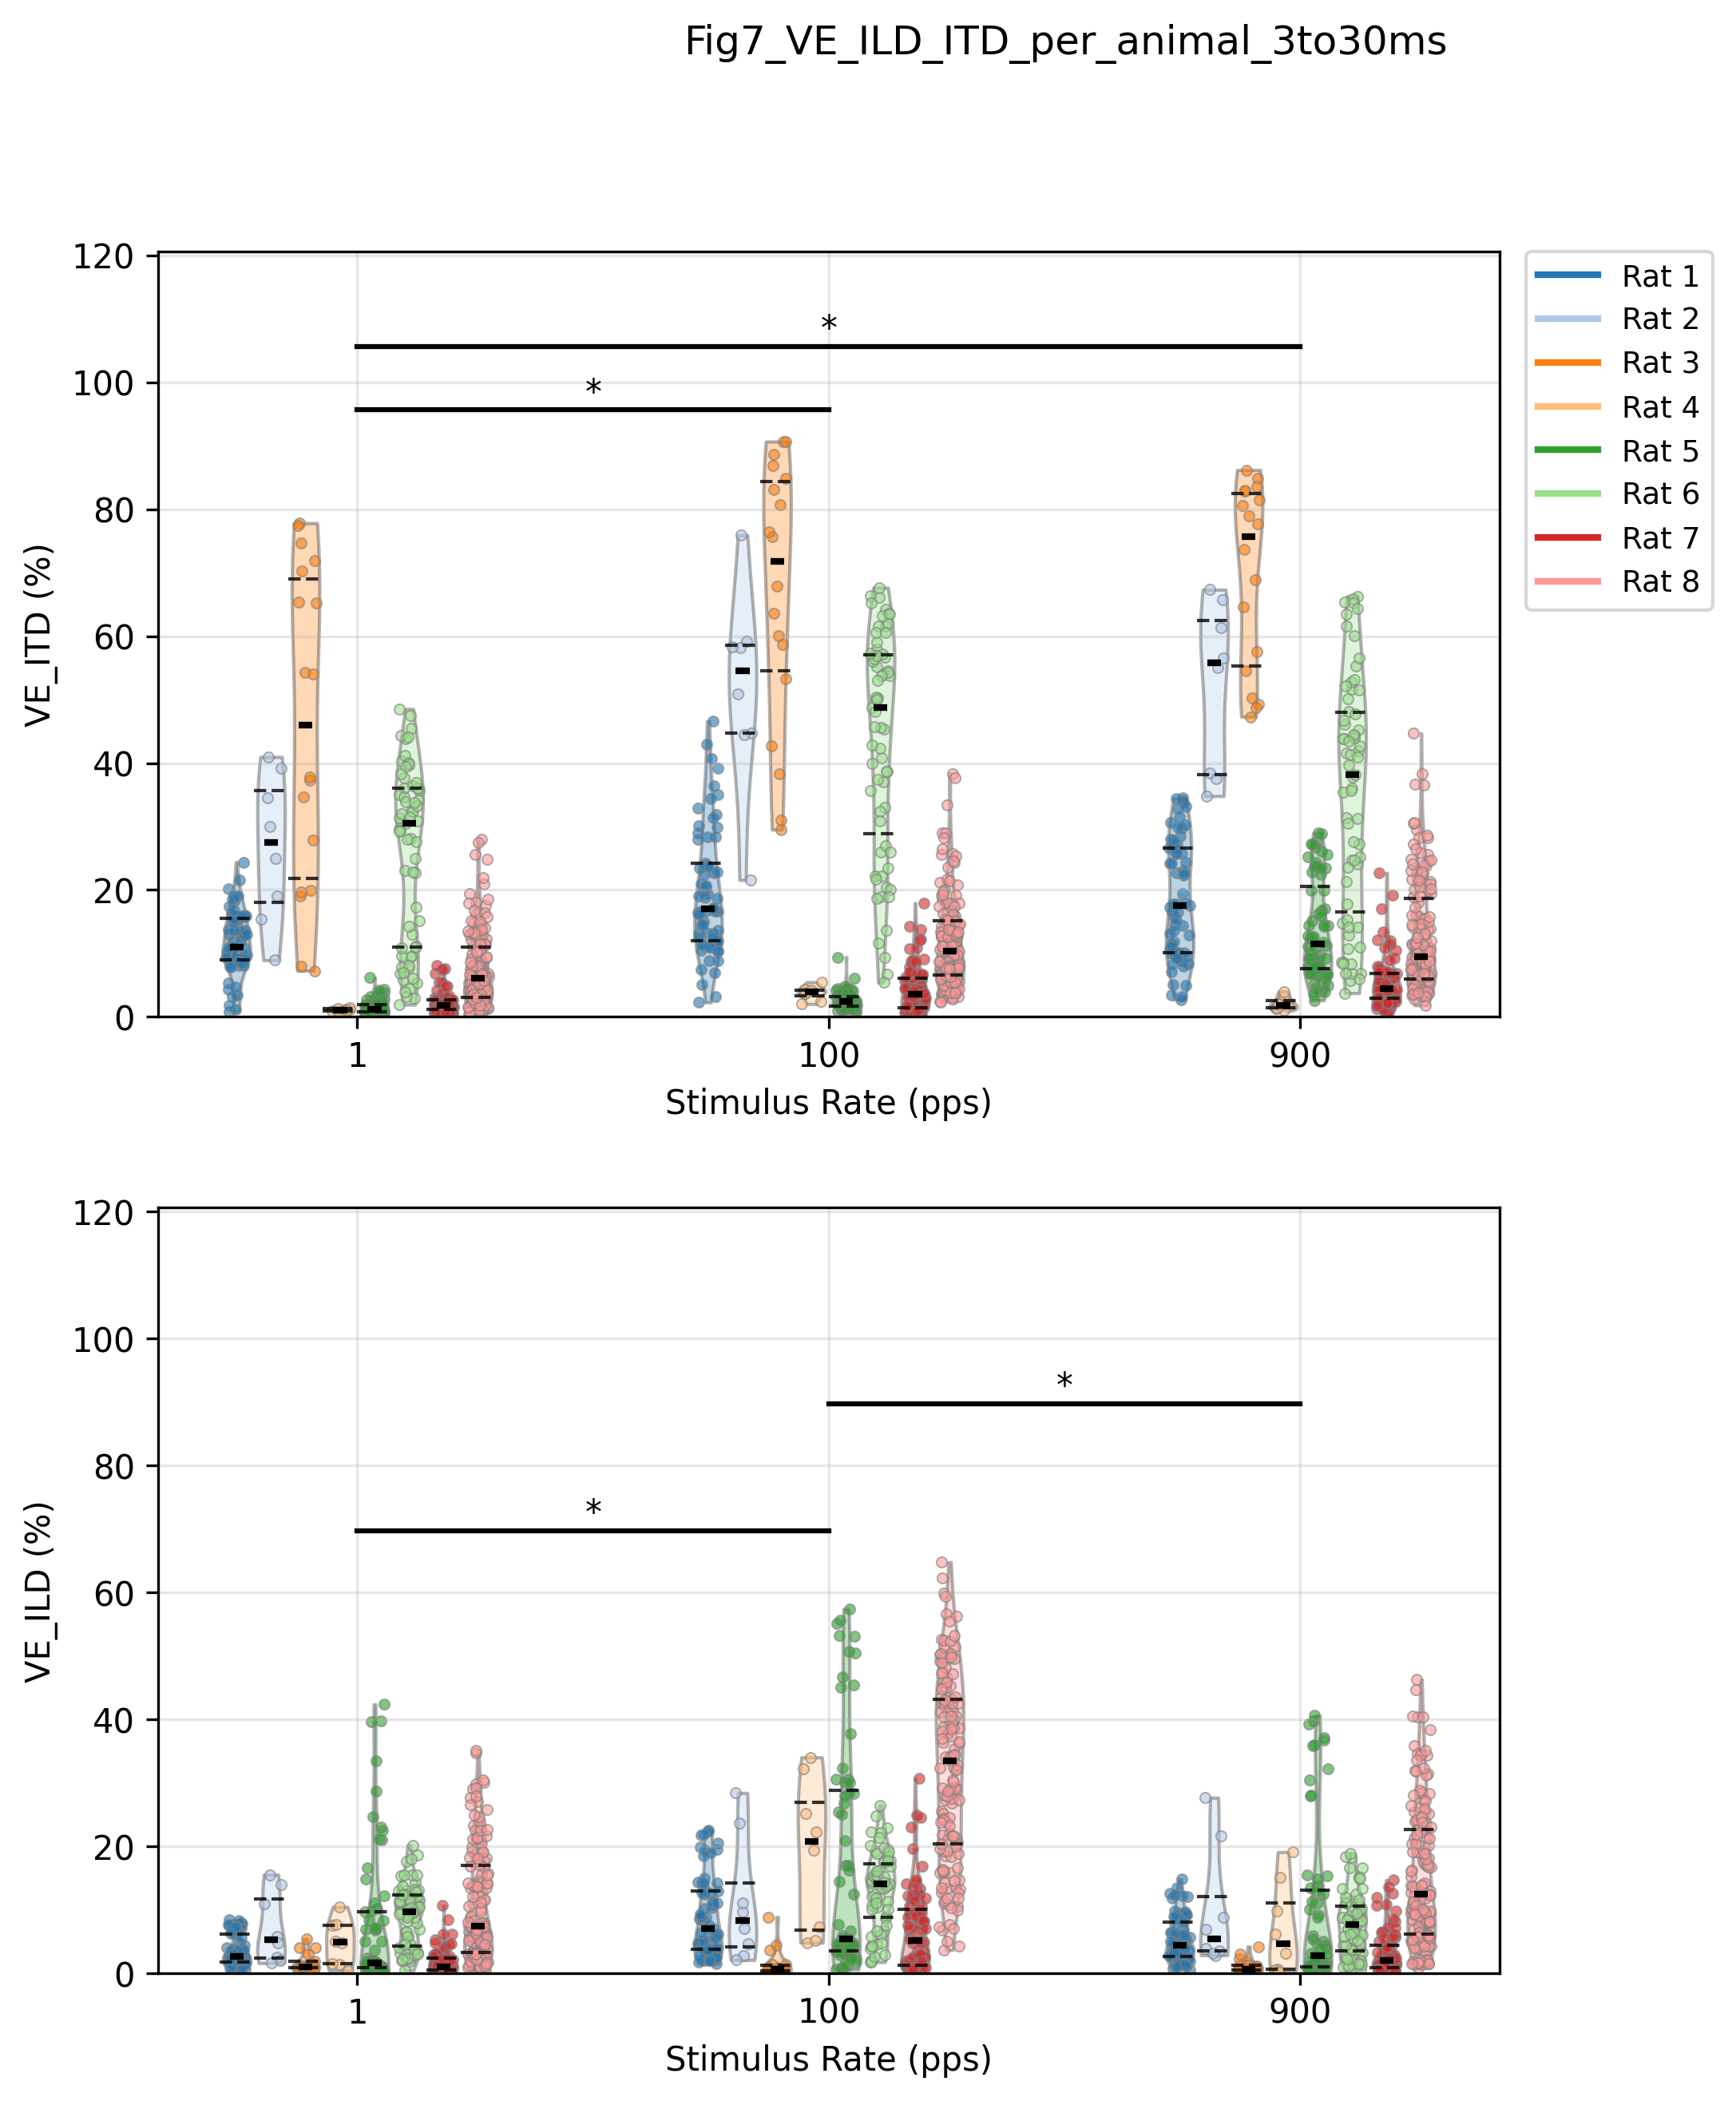 Fig7_VE_ILD_ITD_per_animal_3to30ms
120
100
80
60
40
20
0
VE_ITD (%)
*
*
1
100
900
Stimulus Rate (pps)
Rat 1
Rat 2
Rat 3
Rat 4
Rat 5
Rat 6
Rat 7
Rat 8
120
100
80
60
40
20
0
VE_ILD (%)
*
*
1
100
900
Stimulus Rate (pps)